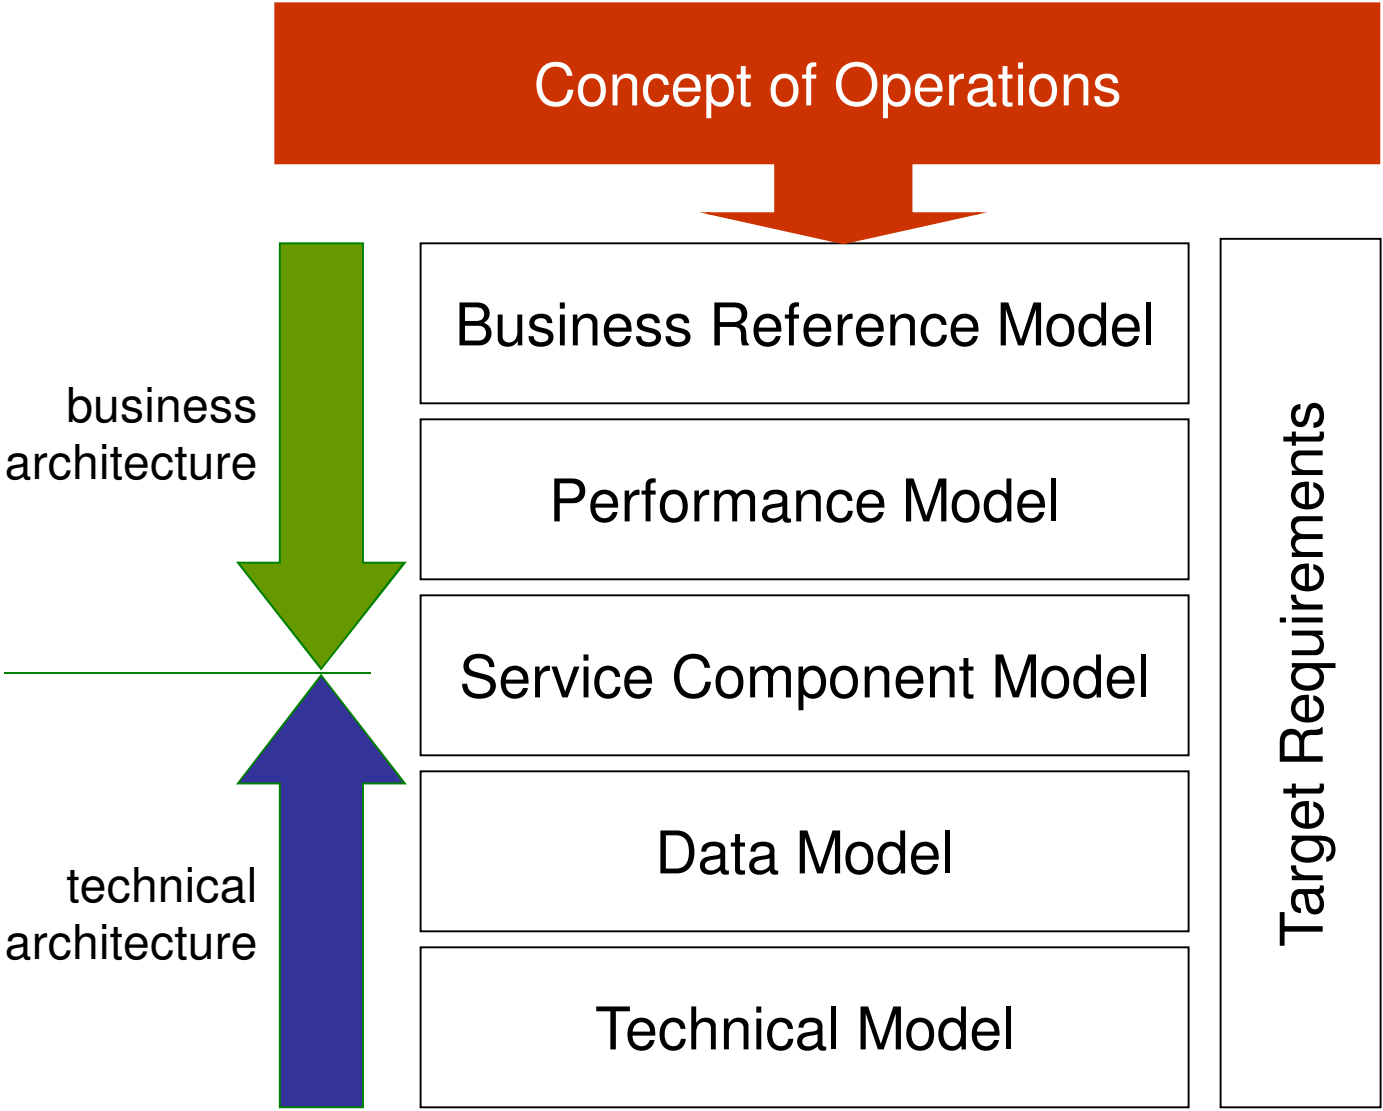 Concept of Operations
business
architecture
technical
architecture
Business Reference Model
Performance Model
Service Component Model
Data Model
Technical Model
Target Requirements